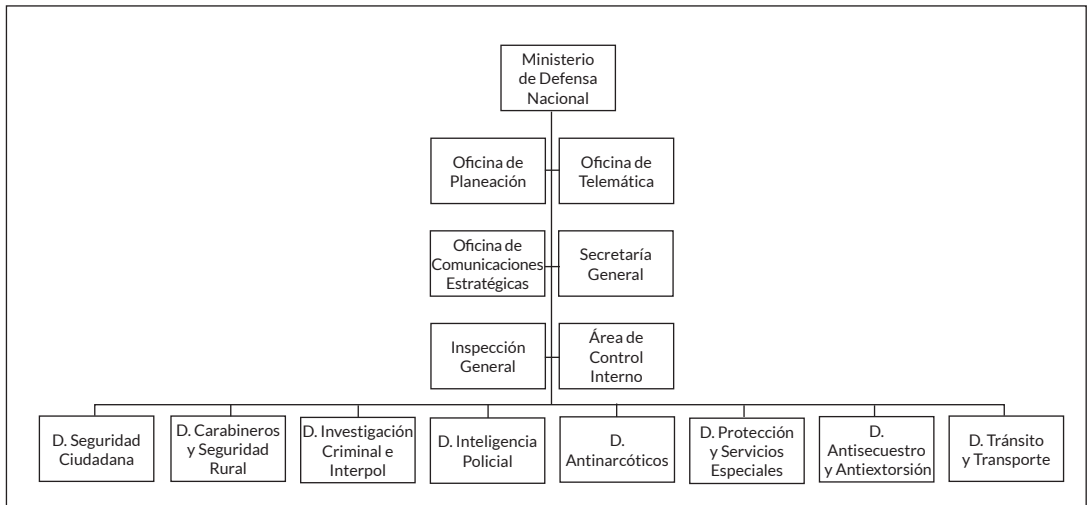 Ministerio
de Defensa
Nacional
Oficina de
Planeación
Oficina de
Telemática
Oficina de
Comunicaciones
Estratégicas
Secretaría
General
Inspección
General
Área de
Control
Interno
D. Seguridad
Ciudadana
D. Carabineros
y Seguridad
Rural
D. Investigación
Criminal e
Interpol
D. Inteligencia
Policial
D.
Antinarcóticos
D. Protección
y Servicios
Especiales
D.
Antisecuestro
y Antiextorsión
D. Tránsito
y Transporte